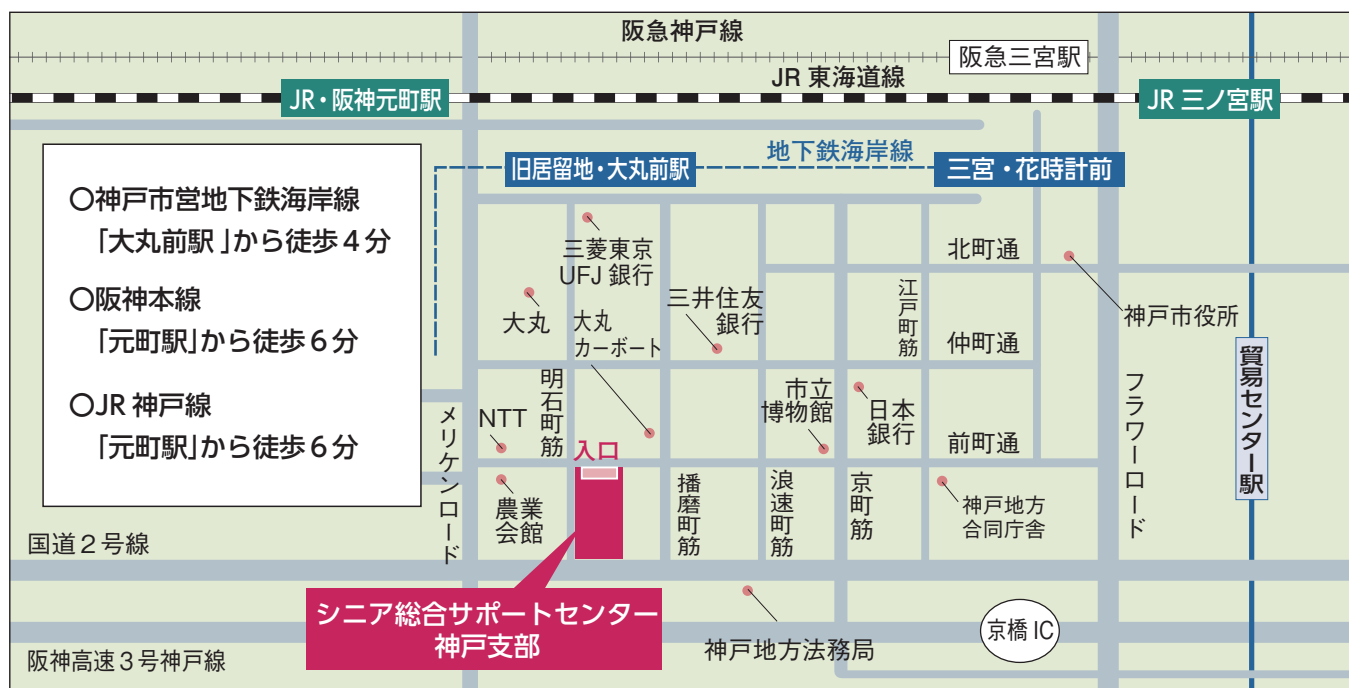 阪急神戸線
阪急三宮駅
JR 東海道線
JR・阪神元町駅
JR 三ノ宮駅
地下鉄海岸線
旧居留地・大丸前駅
三宮・花時計前
〇神戸市営地下鉄海岸線
「大丸前駅」から徒歩４分
〇阪神本線
「元町駅」から徒歩６分
〇JR 神戸線
「元町駅」から徒歩６分
三菱東京
UFJ 銀行
北町通
大丸
三井住友
銀行
江戸町筋
神戸市役所
大丸
カーポート
仲町通
貿易センター駅
明石町筋
市立
博物館
日本
銀行
フラワーロード
メリケンロード
NTT
入口
前町通
農業
会館
播磨町筋
浪速町筋
京町筋
神戸地方
合同庁舎
国道２号線
シニア総合サポートセンター
神戸支部
京橋 IC
神戸地方法務局
阪神高速３号神戸線